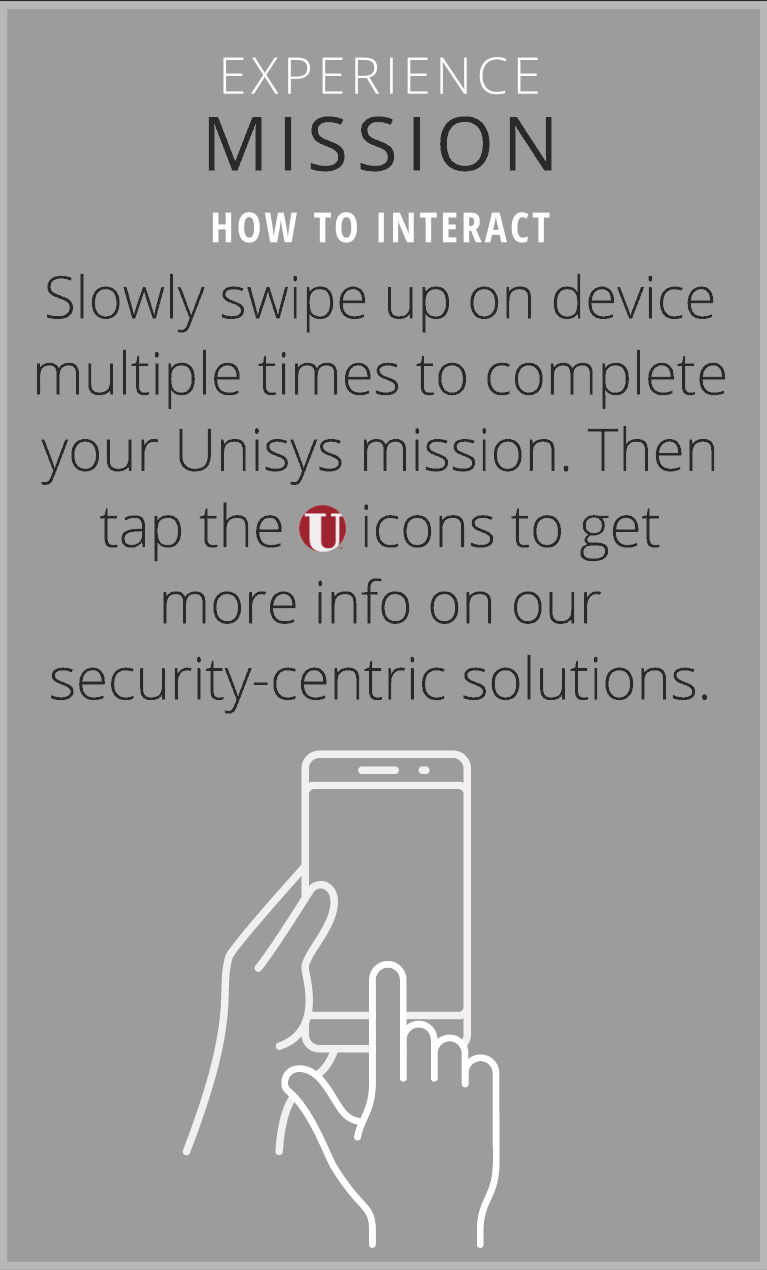 EXPERIENCE
MISSION
HOW TO INTERACT
Slowly swipe up on device
multiple times to complete
your Unisys mission. Then
tap the U icons to get
more info on our
security-centric solutions.